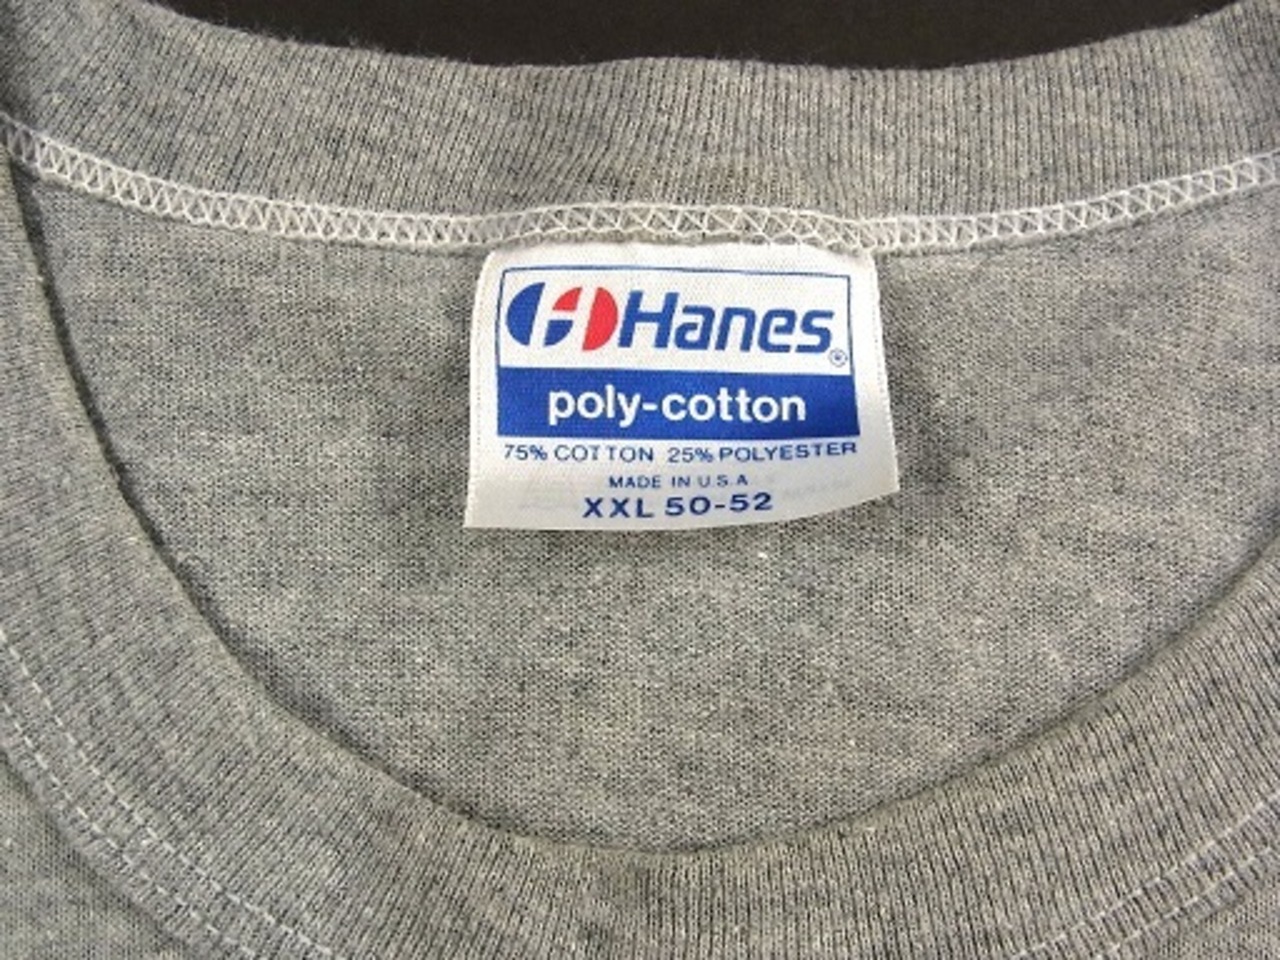 Hanes®
poly-cotton
75% COTTON 25% POLYESTER
MADE IN U.S.A
XXL 50-52